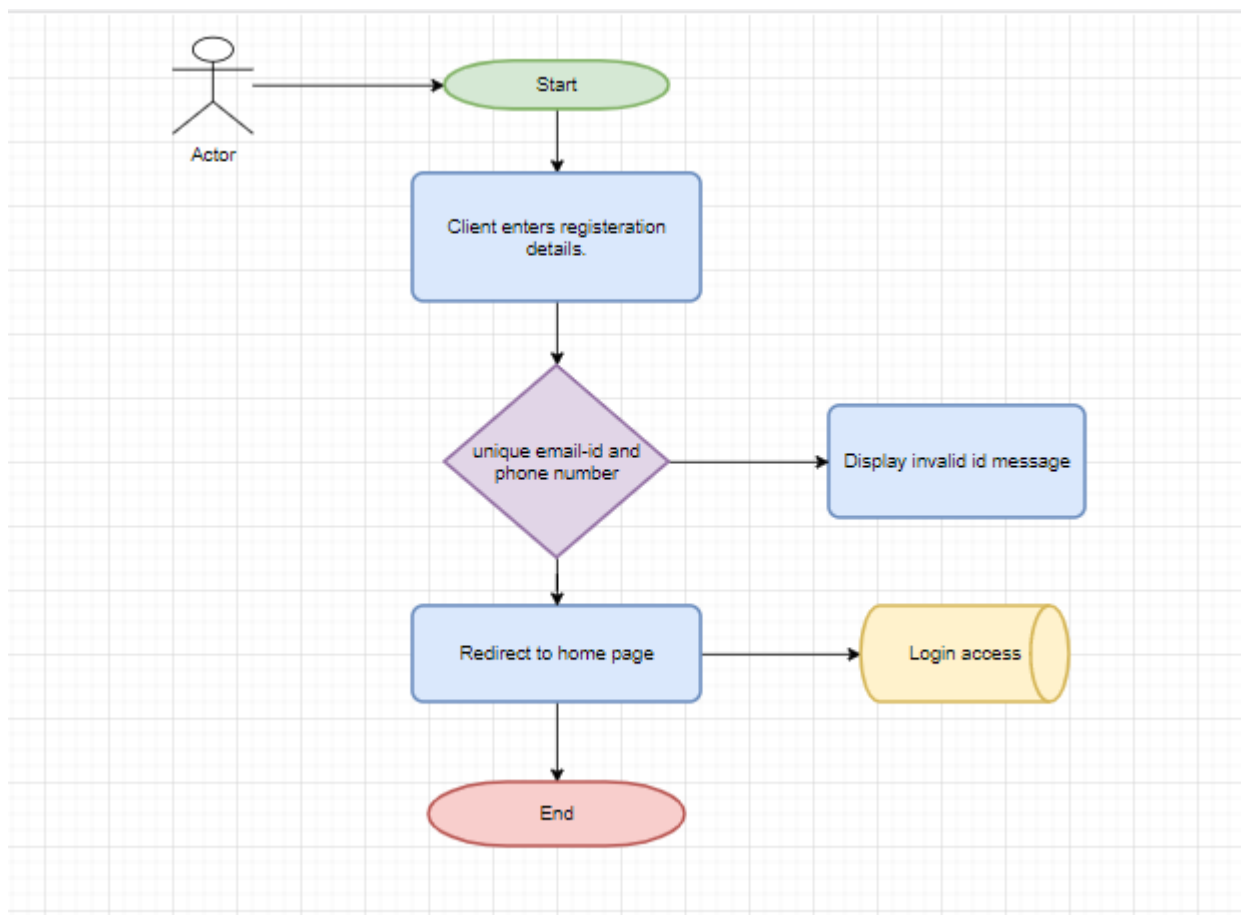 Start
Actor
Client enters registeration
details.
unique email-id and
phone number
Display invalid id message
Redirect to home page
Login access
End